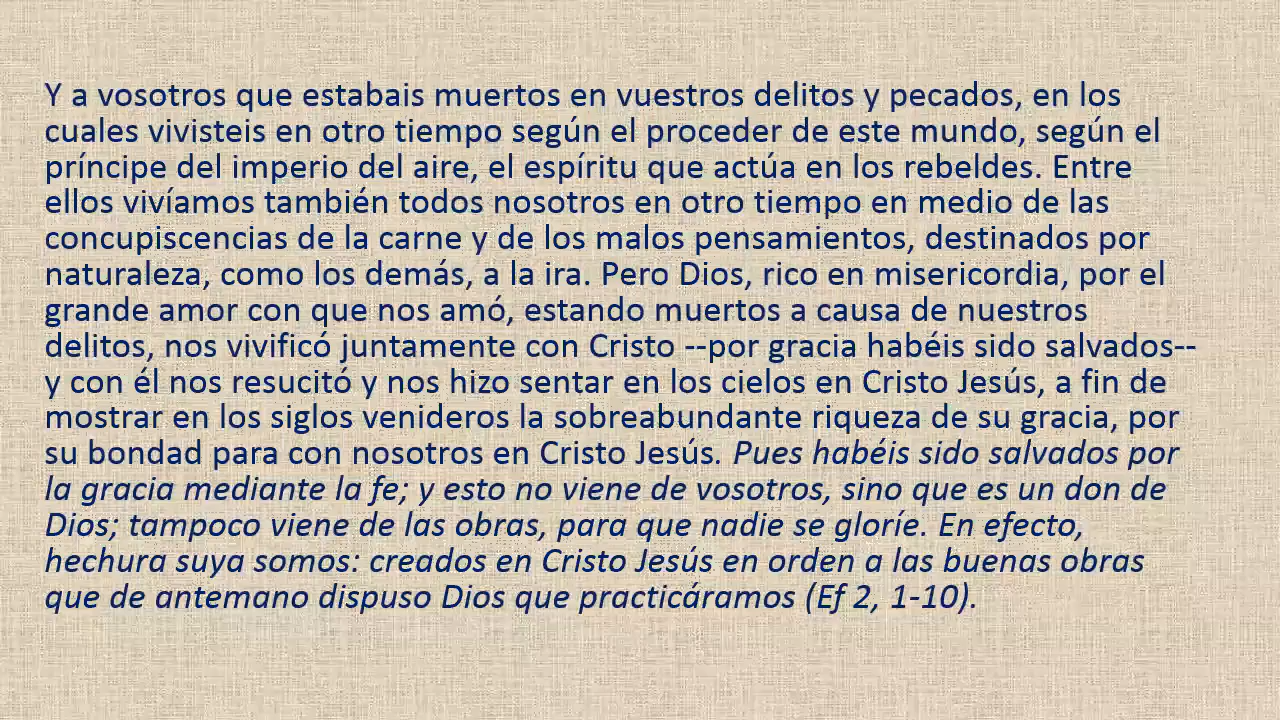 Y a vosotros que estabais muertos en vuestros delitos y pecados, en los
cuales vivisteis en otro tiempo según el proceder de este mundo, según el
príncipe del imperio del aire, el espíritu que actúa en los rebeldes. Entre
ellos vivíamos también todos nosotros en otro tiempo en medio de las
concupiscencias de la carne y de los malos pensamientos, destinados por
naturaleza, como los demás, a la ira. Pero Dios, rico en misericordia, por el
grande amor con que nos amó, estando muertos a causa de nuestros
delitos, nos vivificó juntamente con Cristo --por gracia habéis sido salvados--
y con él nos resucitó y nos hizo sentar en los cielos en Cristo Jesús, a fin de
mostrar en los siglos venideros la sobreabundante riqueza de su gracia, por
su bondad para con nosotros en Cristo Jesús. Pues habéis sido salvados por
la gracia mediante la fe; y esto no viene de vosotros, sino que es un don de
Dios; tampoco viene de las obras, para que nadie se gloríe. En efecto,
hechura suya somos: creados en Cristo Jesús en orden a las buenas obras
que de antemano dispuso Dios que practicáramos (Ef 2, 1-10).